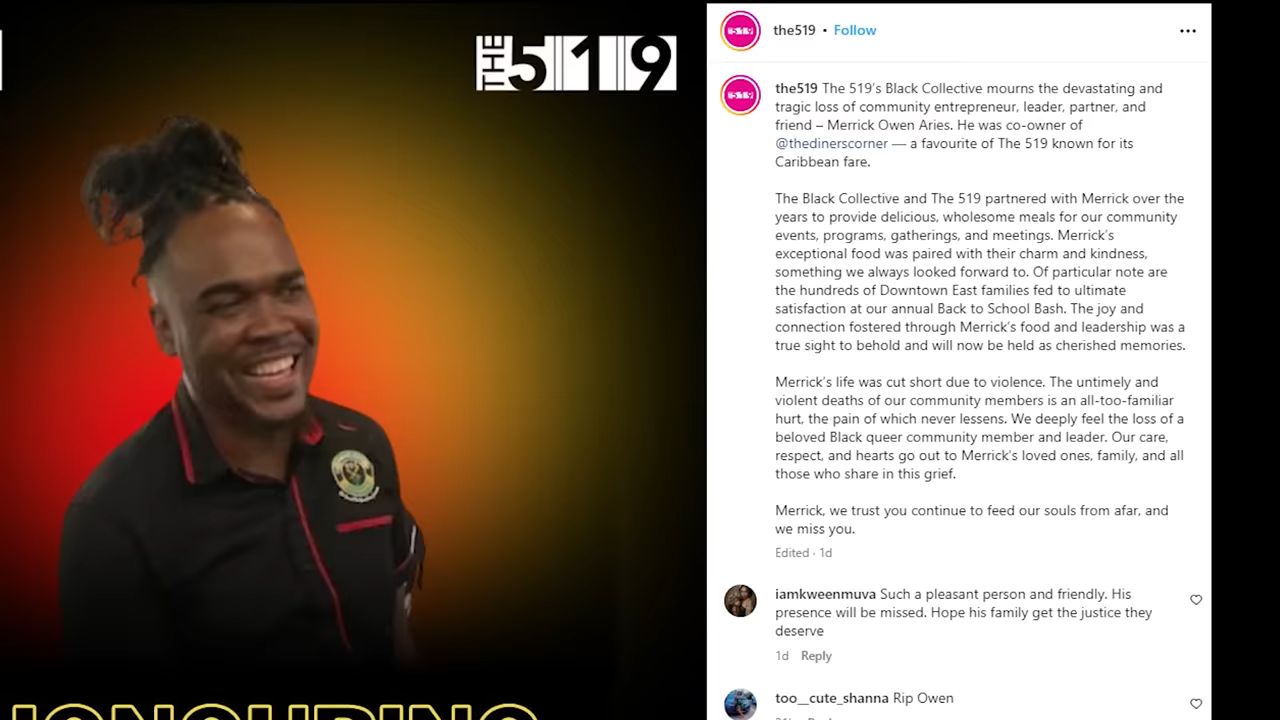 THE 519
the519 • Follow
the519 The 519's Black Collective mourns the devastating and
tragic loss of community entrepreneur, leader, partner, and
friend – Merrick Owen Aries. He was co-owner of
@thedinerscorner — a favourite of The 519 known for its
Caribbean fare.
The Black Collective and The 519 partnered with Merrick over the
years to provide delicious, wholesome meals for our community
events, programs, gatherings, and meetings. Merrick's
exceptional food was paired with their charm and kindness,
something we always looked forward to. Of particular note are
the hundreds of Downtown East families fed to ultimate
satisfaction at our annual Back to School Bash. The joy and
connection fostered through Merrick's food and leadership was a
true sight to behold and will now be held as cherished memories.
Merrick's life was cut short due to violence. The untimely and
violent deaths of our community members is an all-too-familiar
hurt, the pain of which never lessens. We deeply feel the loss of a
beloved Black queer community member and leader. Our care,
respect, and hearts go out to Merrick's loved ones, family, and all
those who share in this grief.
Merrick, we trust you continue to feed our souls from afar, and
we miss you.
Edited · 1d
iamkweenmuva Such a pleasant person and friendly. His
presence will be missed. Hope his family get the justice they
deserve
1d Reply
too__cute_shanna Rip Owen